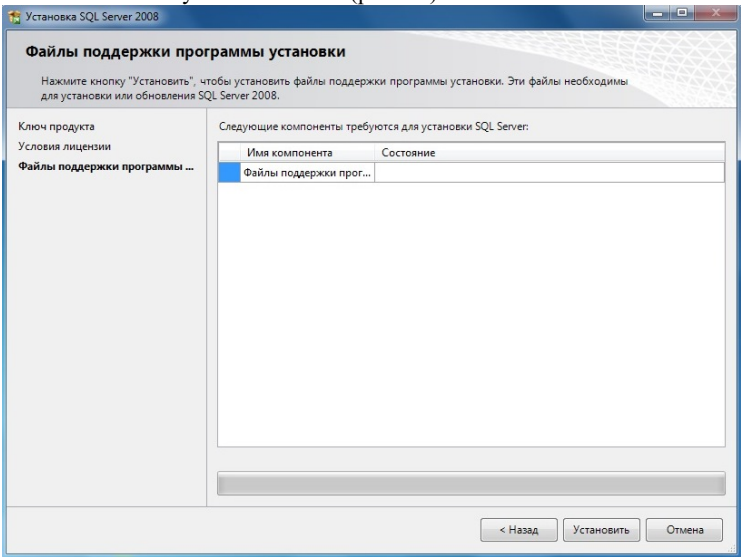 Установка SQL Server 2008
Файлы поддержки программы установки
Нажмите кнопку "Установить", чтобы установить файлы поддержки программы установки. Эти файлы необходимы
для установки или обновления SQL Server 2008.
Ключ продукта
Условия лицензии
Файлы поддержки программы ...
Следующие компоненты требуются для установки SQL Server:
Имя компонента Состояние
Файлы поддержки прог...
< Назад Установить Отмена